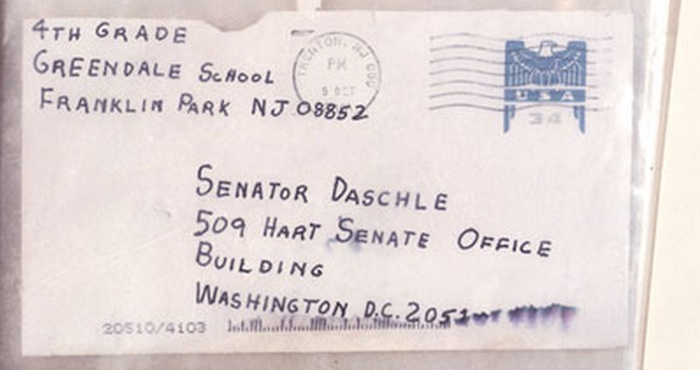 4TH GRADE
GREENDALE SCHOOL
FRANKLIN PARK NJ 08852
TRENTON, NJ
PM
9 OCT
USA
34
SENATOR DASCHLE
509 HART SENATE OFFICE
BUILDING
WASHINGTON D.C. 2051
20510/4103